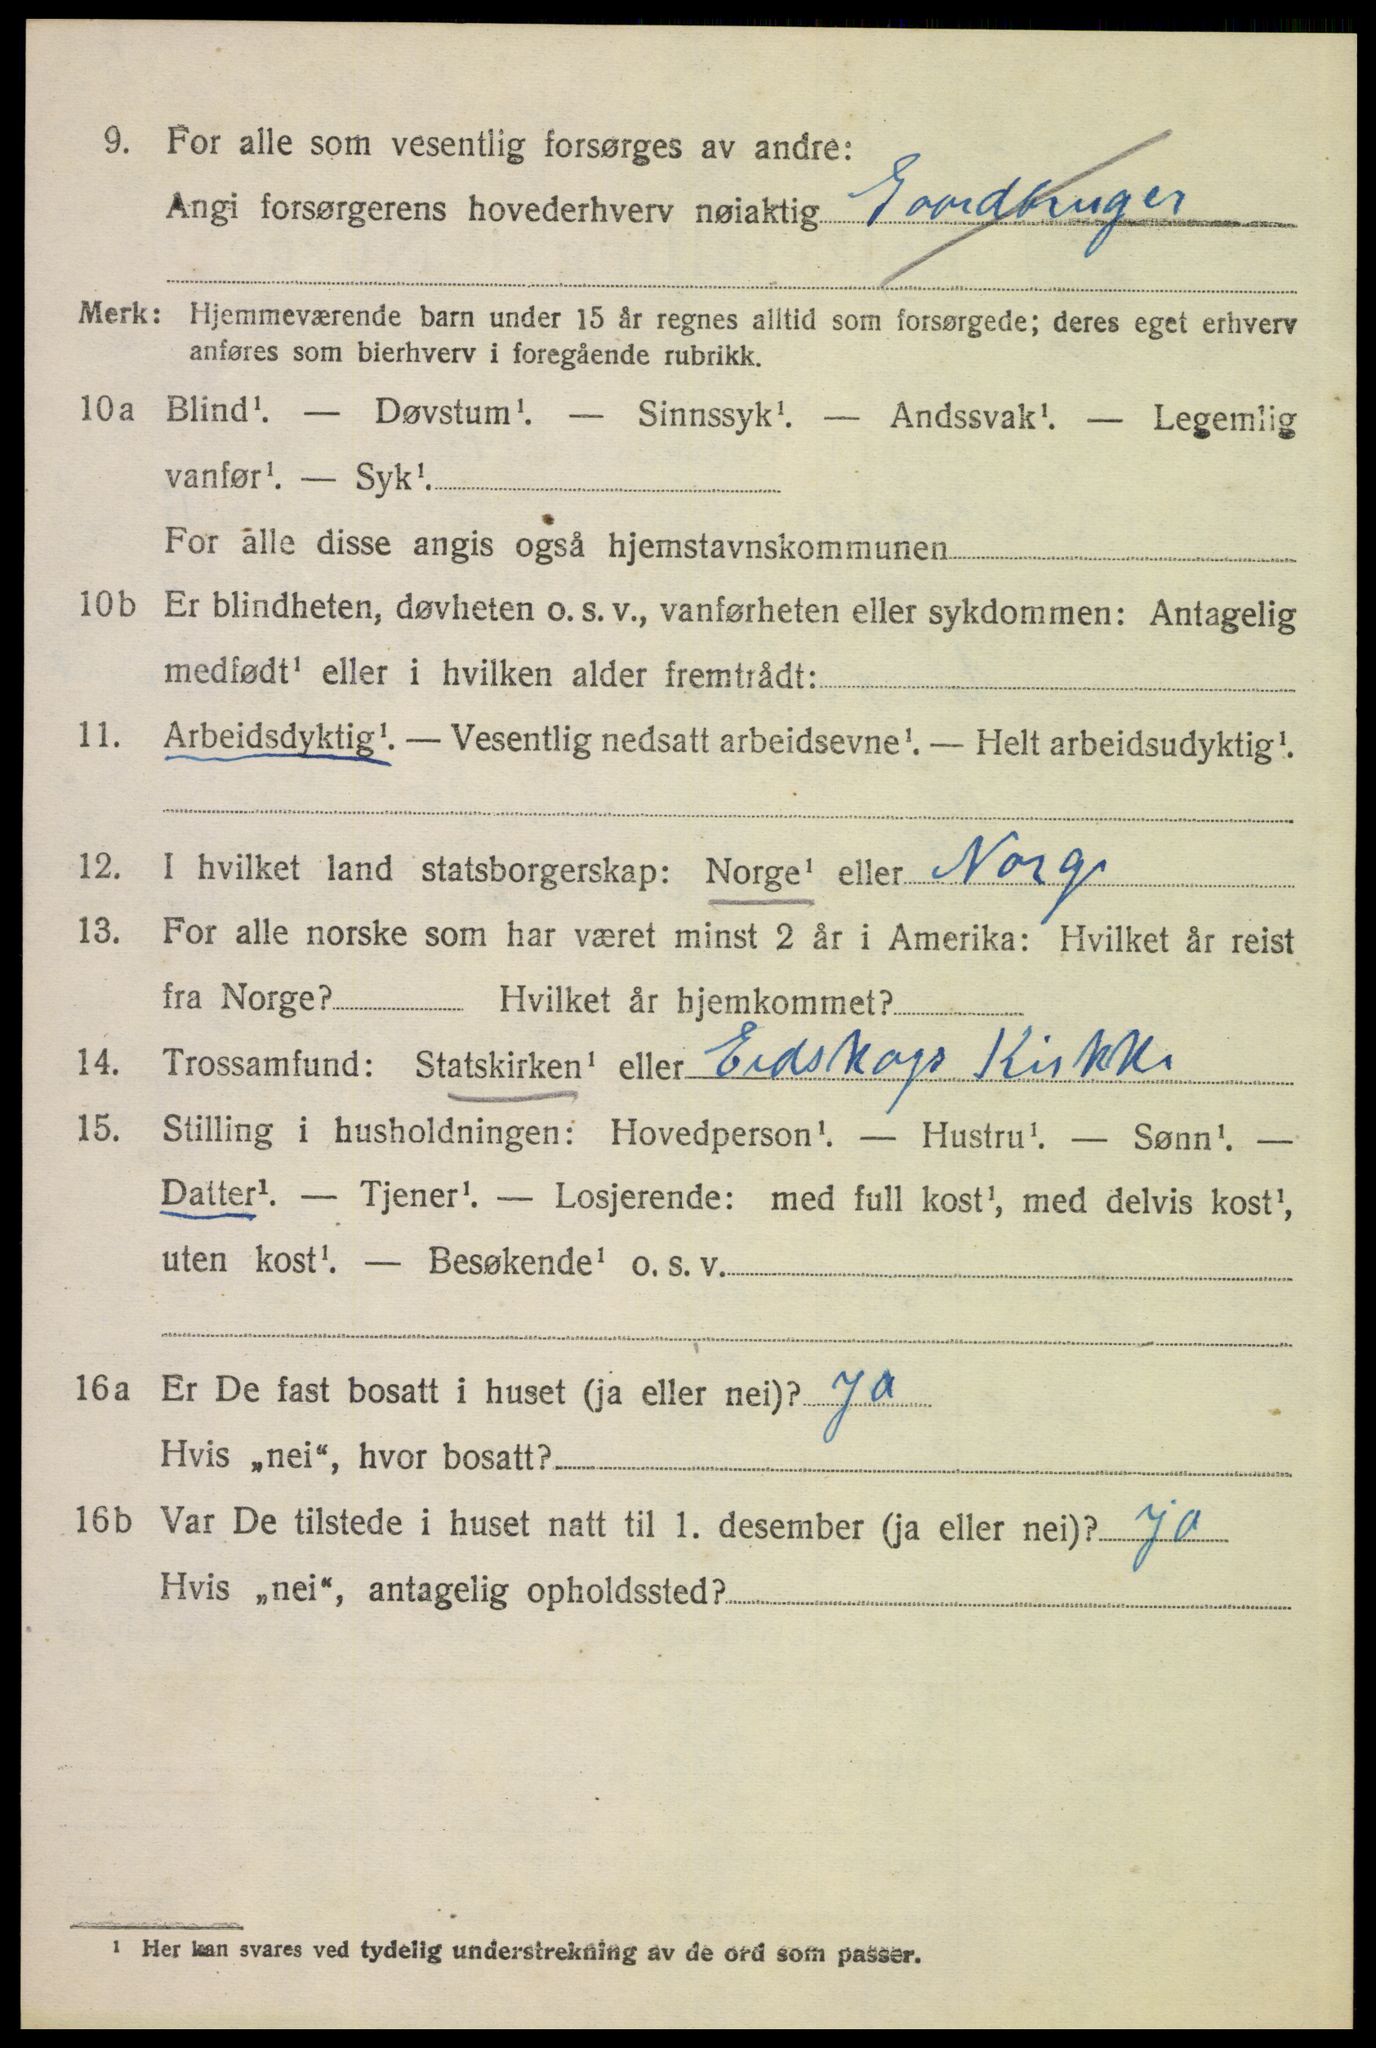 9. For alle som vesentlig forsørges av andre:
Angi forsørgerens hovederhverv nøiaktig Gaardbruger
Merk: Hjemmeværende barn under 15 år regnes alltid som forsørgede; deres eget erhverv
anføres som bierhverv i foregående rubrikk.
10a Blind¹. — Døvstum¹. — Sinnssyk¹. — Andssvak¹. — Legemlig
vanfør¹. — Syk¹.
For alle disse angis også hjemstavnskommunen
10b Er blindheten, døvheten o. s. v., vanførheten eller sykdommen: Antagelig
medfødt¹ eller i hvilken alder fremtrådt:
11. Arbeidsdyktig¹. — Vesentlig nedsatt arbeidsevne¹. — Helt arbeidsudyktig¹.
12. I hvilket land statsborgerskap: Norge¹ eller Norge
13. For alle norske som har været minst 2 år i Amerika: Hvilket år reist
fra Norge? Hvilket år hjemkommet?
14. Trossamfund: Statskirken¹ eller Eidskogs Kirkke
15. Stilling i husholdningen: Hovedperson¹. — Hustru¹. — Sønn¹. —
Datter¹. — Tjener¹. — Losjerende: med full kost¹, med delvis kost¹,
uten kost¹. — Besøkende¹ o. s. v.
16a Er De fast bosatt i huset (ja eller nei)? ja
Hvis „nei“, hvor bosatt?
16b Var De tilstede i huset natt til 1. desember (ja eller nei)? ja
Hvis „nei“, antagelig opholdssted?
¹ Her kan svares ved tydelig understrekning av de ord som passer.